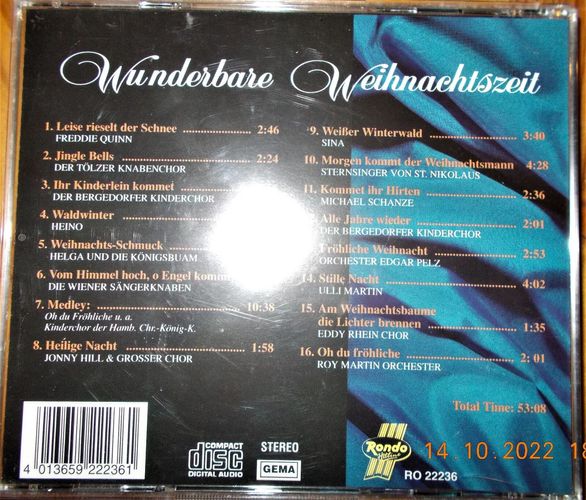 Wunderbare Weihnachtszeit
1. Leise rieselt der Schnee 2:46
FREDDIE QUINN
2. Jingle Bells 2:24
DER TÖLZER KNABENCHOR
3. Ihr Kinderlein kommet
DER BERGEDORFER KINDERCHOR
4. Waldwinter
HEINO
5. Weihnachts-Schmuck
HELGA UND DIE KÖNIGSBUAM
6. Vom Himmel hoch, o Engel
DIE WIENER SÄNGERKNABEN
7. Medley: 10:38
Oh du Fröhliche u. a.
Kinderchor der Hamb. Chr.-König-K.
8. Heilige Nacht 1:58
JONNY HILL & GROSSER CHOR
9. Weißer Winterwald 3:40
SINA
10. Morgen kommt der Weihnachtsmann 4:28
STERNSINGER VON ST. NIKOLAUS
11. Kommet ihr Hirten 2:36
MICHAEL SCHANZE
Alle Jahre wieder 2:01
DER BERGEDORFER KINDERCHOR
Fröhliche Weihnacht 2:53
ORCHESTER EDGAR PELZ
14. Stille Nacht 4:02
ULLI MARTIN
15. Am Weihnachtsbaume
die Lichter brennen 1:35
EDDY RHEIN CHOR
16. Oh du fröhliche 2: 01
ROY MARTIN ORCHESTER
Total Time: 53:08
4 013659 222361
COMPACT
disc
DIGITAL AUDIO
STEREO
GEMA
Rondo
RO 22236
14.10.2022 18